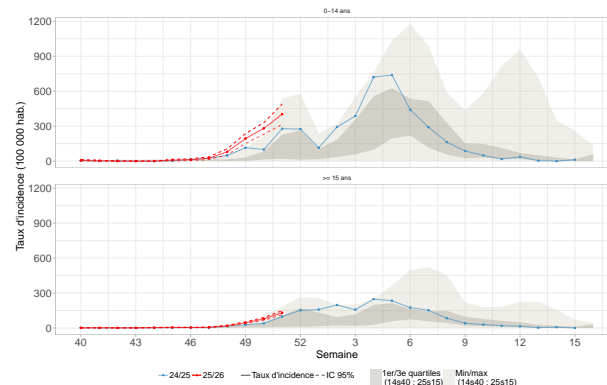 0−14 ans
1200
900
600
300
0
>= 15 ans
1200
900
600
300
0
40 43 46 49 52 3 6 9 12 15
Taux d'incidence (100 000 hab.)
Semaine
24/25 25/26 Taux d'incidence IC 95% 1er/3e quartiles (14s40 ; 25s15) Min/max (14s40 ; 25s15)